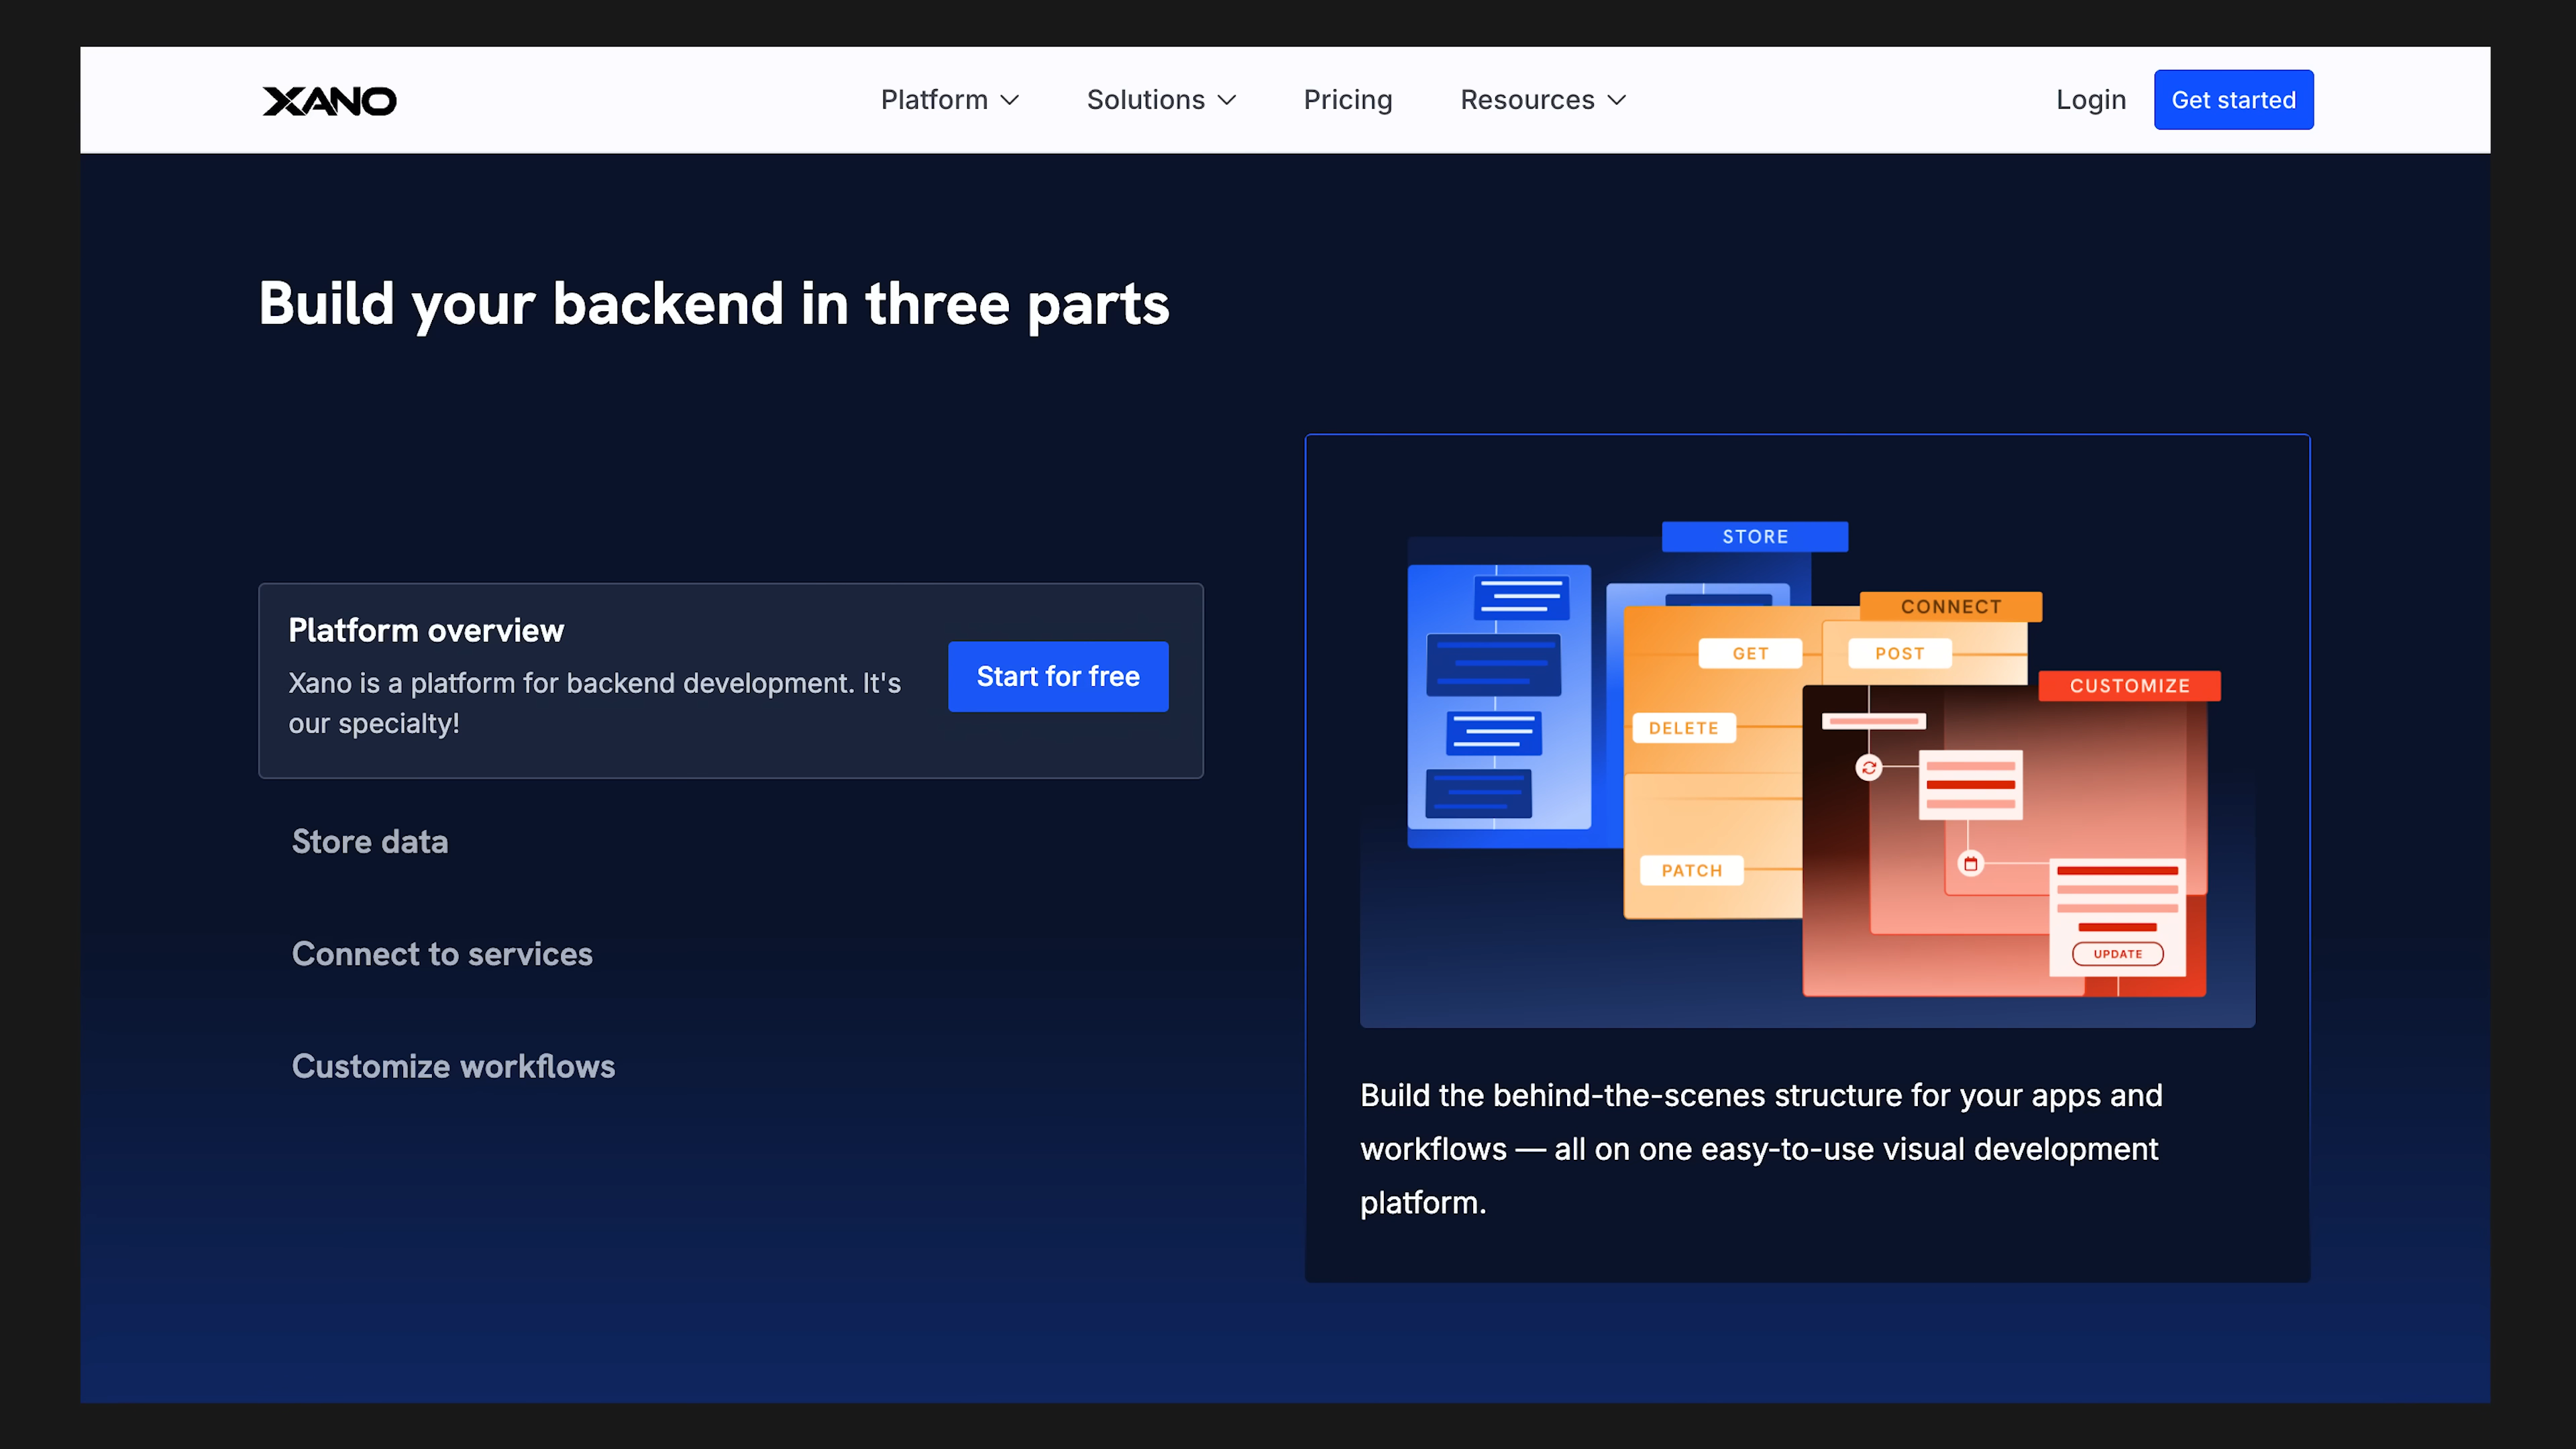 XANO
Platform
Solutions
Pricing
Resources
Login
Get started
Build your backend in three parts
Platform overview
Xano is a platform for backend development. It's
our specialty!
Start for free
Store data
Connect to services
Customize workflows
STORE
CONNECT
GET
POST
CUSTOMIZE
DELETE
PATCH
UPDATE
Build the behind-the-scenes structure for your apps and
workflows — all on one easy-to-use visual development
platform.